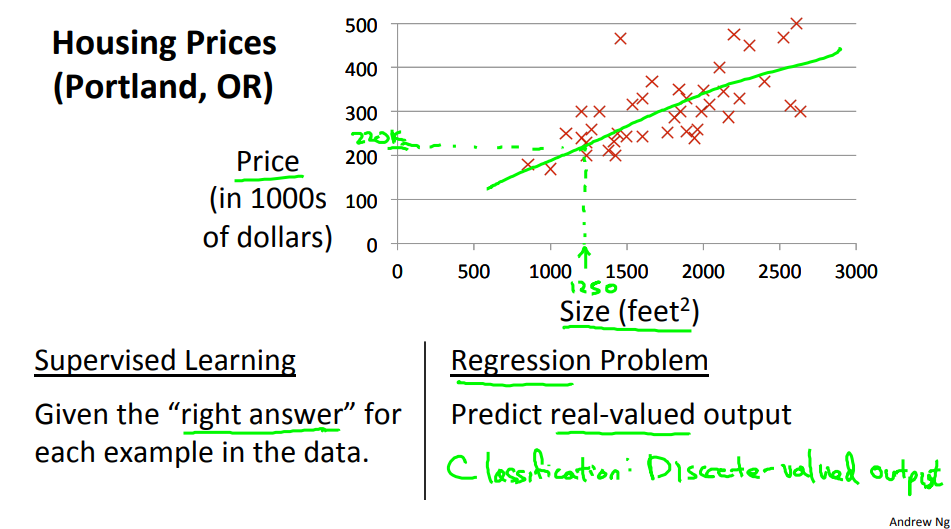 Housing Prices
(Portland, OR)
500
400
300
220K
200
100
0
Price
(in 1000s
of dollars)
0 500 1000 1500 2000 2500 3000
1250
Size (feet²)
Supervised Learning
Given the “right answer” for
each example in the data.
Regression Problem
Predict real-valued output
Classification: Discrete-valued output
Andrew Ng